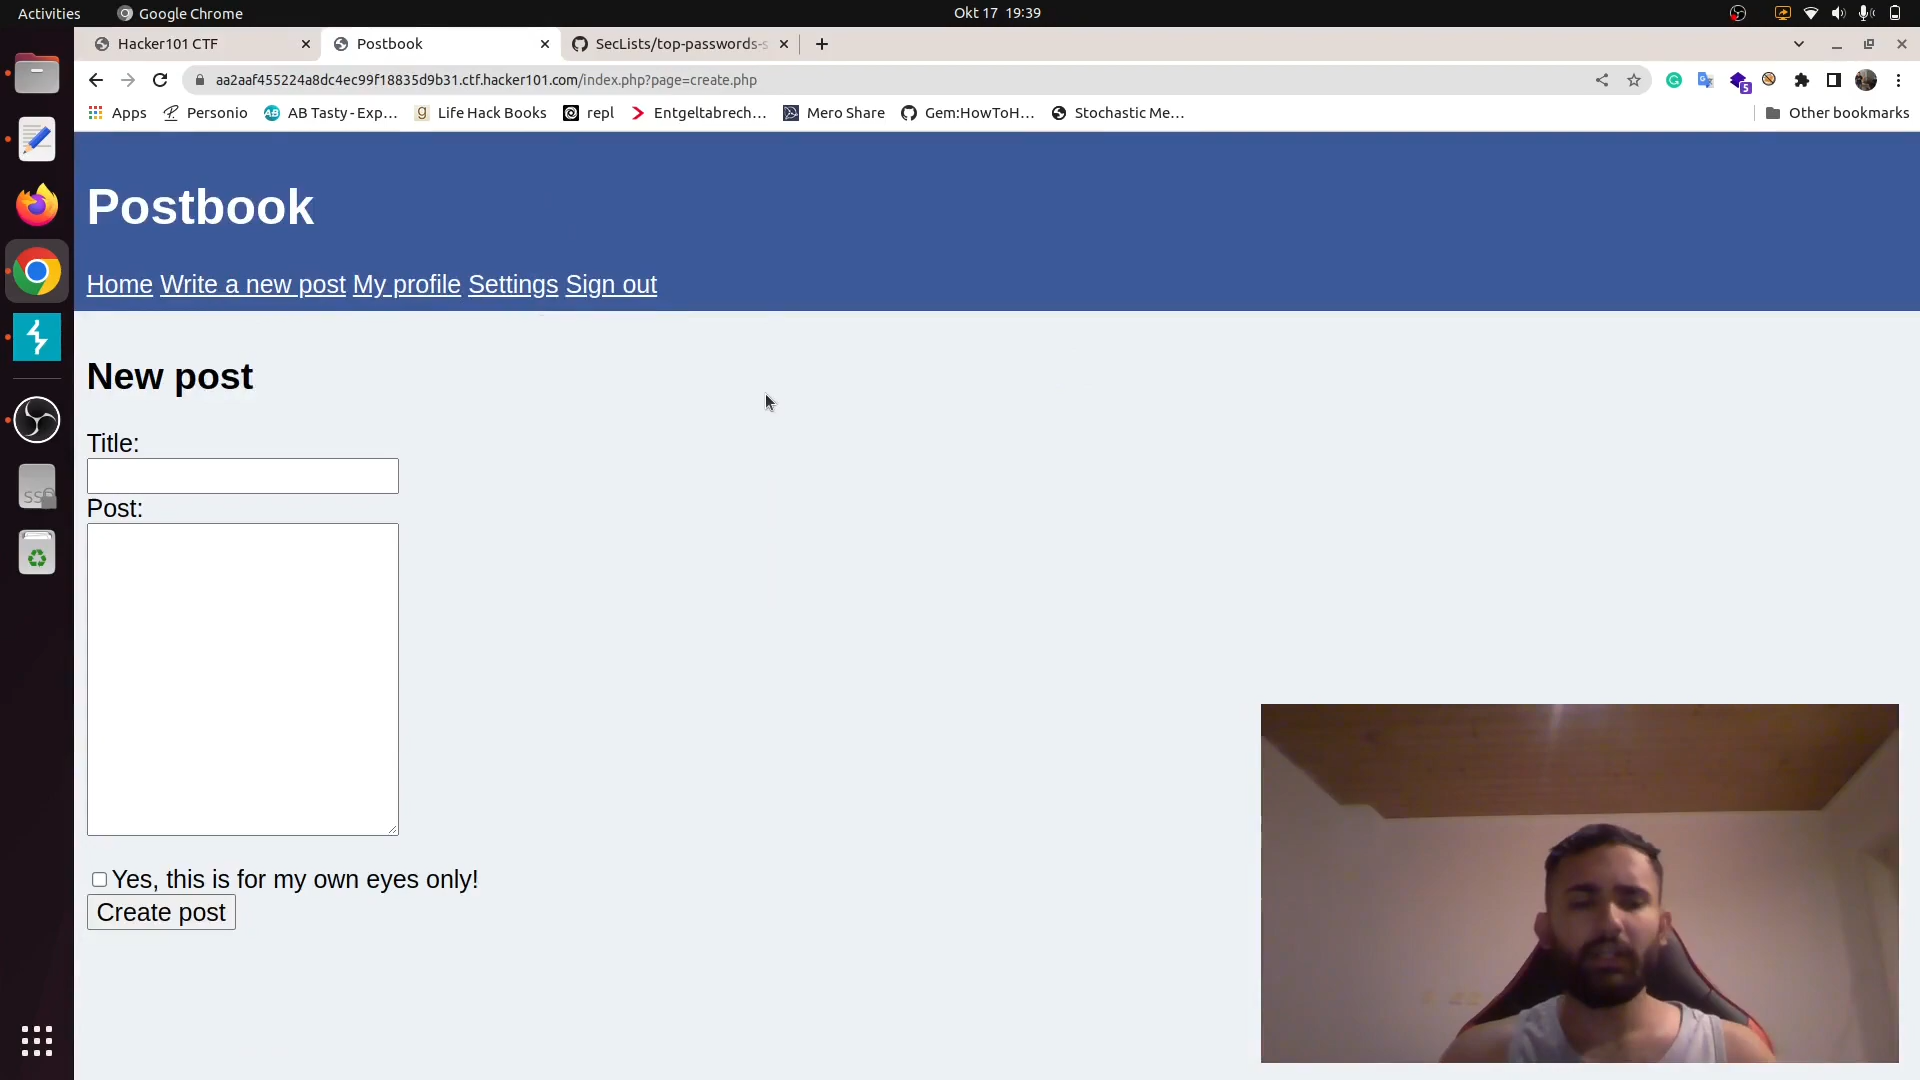 Activities
Google Chrome
Okt 17 19:39
Hacker101 CTF
Postbook
SecLists/top-passwords-s
aa2aaf455224a8dc4ec99f18835d9b31.ctf.hacker101.com/index.php?page=create.php
5
Apps
Personio
AB Tasty - Exp...
Life Hack Books
repl
Entgeltabrech...
Mero Share
Gem:HowToH...
Stochastic Me...
Other bookmarks
Postbook
Home Write a new post My profile Settings Sign out
New post
Title:
Post:
Yes, this is for my own eyes only!
Create post